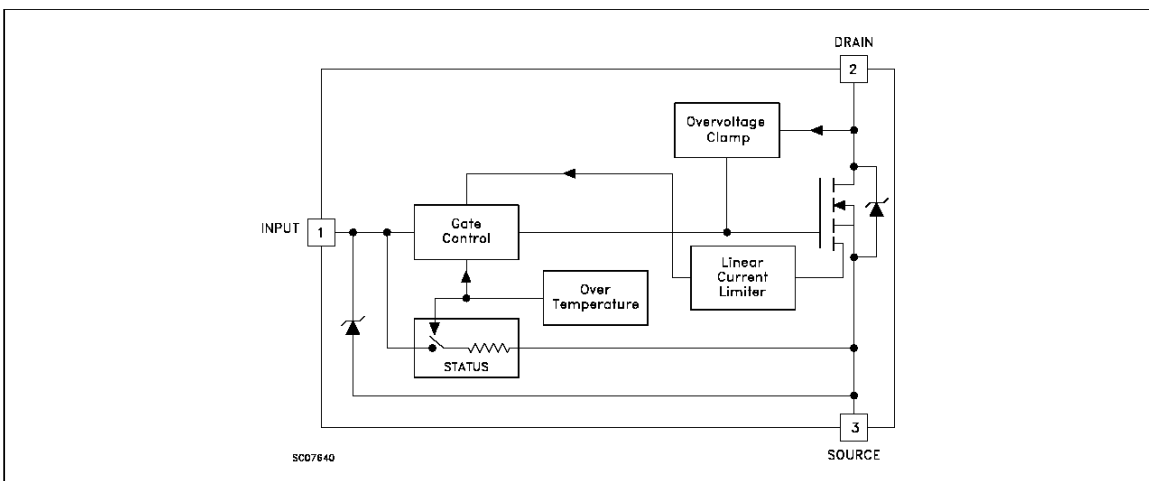 DRAIN
2
Overvoltage
Clamp
INPUT
1
Gate
Control
Linear
Current
Limiter
Over
Temperature
STATUS
3
SOURCE
SC07640